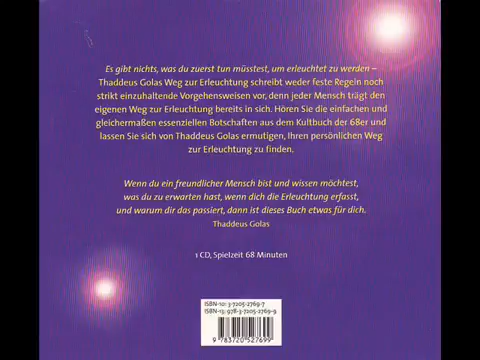 Es gibt nichts, was du zuerst tun müsstest, um erleuchtet zu werden –
Thaddeus Golas Weg zur Erleuchtung schreibt weder feste Regeln noch
strikt einzuhaltende Vorgehensweisen vor, denn jeder Mensch trägt den
eigenen Weg zur Erleuchtung bereits in sich. Hören Sie die einfachen und
gleichermaßen essenziellen Botschaften aus dem Kultbuch der 68er und
lassen Sie sich von Thaddeus Golas ermutigen, Ihren persönlichen Weg
zur Erleuchtung zu finden.
Wenn du ein freundlicher Mensch bist und wissen möchtest,
was du zu erwarten hast, wenn dich die Erleuchtung erfasst,
und warum dir das passiert, dann ist dieses Buch etwas für dich.
Thaddeus Golas
1 CD, Spielzeit 68 Minuten
ISBN-10: 3-7205-2769-7
ISBN-13: 978-3-7205-2769-9
9 783720 527699